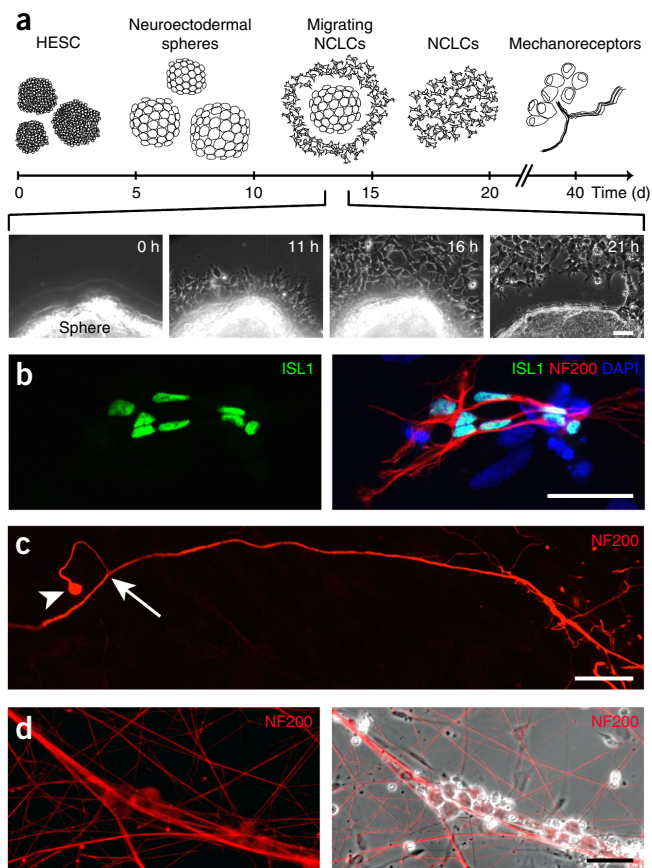 a
HESC
Neuroectodermal
spheres
Migrating
NCLCs
NCLCs
Mechanoreceptors
0
5
10
15
20
40
Time (d)
0 h
11 h
16 h
21 h
Sphere
b
ISL1
ISL1 NF200 DAPI
c
NF200
d
NF200
NF200